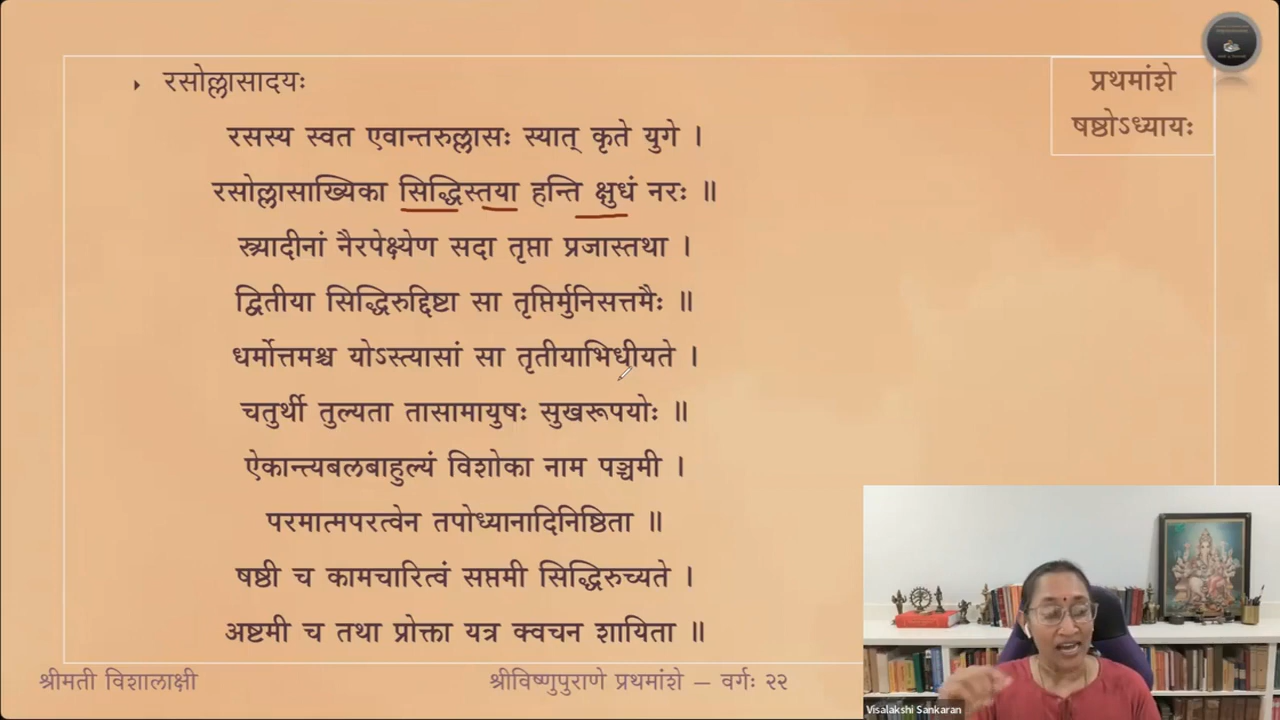 रसोल्लासादयः
प्रथमांशे
षष्ठोऽध्यायः
रसस्य स्वत एवान्तरुल्लासः स्यात् कृते युगे ।
रसोल्लासाख्यिका सिद्धिस्तया हन्ति क्षुधं नरः ॥
स्त्र्यादीनां नैरपेक्ष्येण सदा तृप्ता प्रजास्तथा ।
द्वितीया सिद्धिरुद्दिष्टा सा तृप्तिर्मुनिसत्तमैः ॥
धर्मोत्तमश्च योऽस्त्यासां सा तृतीयाभिधीयते ।
चतुर्थी तुल्यता तासामायुषः सुखरूपयोः ॥
ऐकान्त्यबलबाहुल्यं विशोका नाम पञ्चमी ।
परमात्मपरत्वेन तपोध्यानादिनिष्ठिता ॥
षष्ठी च कामचारित्वं सप्तमी सिद्धिरुच्यते ।
अष्टमी च तथा प्रोक्ता यत्र क्वचन शायिता ॥
श्रीमती विशालाक्षी
श्रीविष्णुपुराणे प्रथमांशे – वर्गः २२
Visalakshi Sankaran